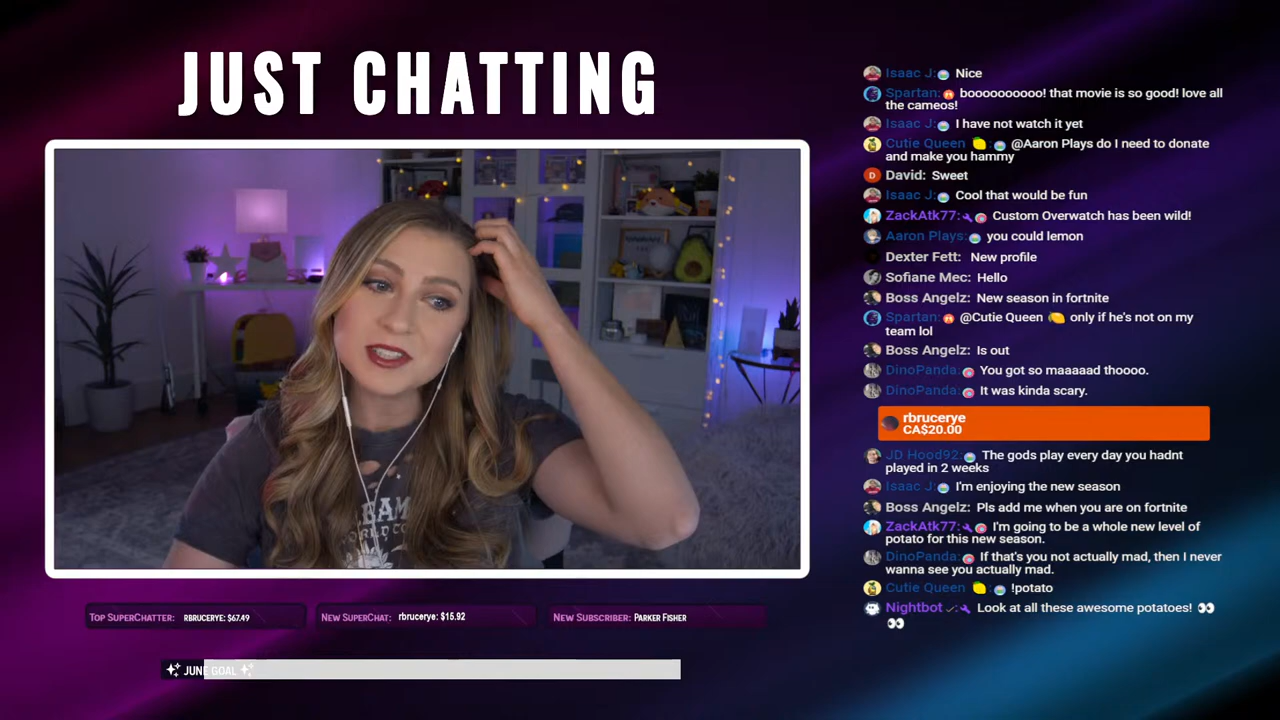 JUST CHATTING
Isaac J: Nice
Spartan: boooooooooo! that movie is so good! love all
the cameos!
Isaac J: I have not watch it yet
Cutie Queen 🍋: @Aaron Plays do I need to donate
and make you hammy
David: Sweet
Isaac J: Cool that would be fun
ZackAtk77: Custom Overwatch has been wild!
Aaron Plays: you could lemon
Dexter Fett: New profile
Sofiane Mec: Hello
Boss Angelz: New season in fortnite
Spartan: @Cutie Queen 🍋 only if he's not on my
team lol
Boss Angelz: Is out
DinoPanda: You got so maaaaad thoooo.
DinoPanda: It was kinda scary.
rbrucerye
CA$20.00
JD Hood92: The gods play every day you hadnt
played in 2 weeks
Isaac J: I'm enjoying the new season
Boss Angelz: Pls add me when you are on fortnite
ZackAtk77: I'm going to be a whole new level of
potato for this new season.
DinoPanda: If that's you not actually mad, then I never
wanna see you actually mad.
Cutie Queen 🍋: !potato
Nightbot: Look at all these awesome potatoes! 👀
👀
TOP SUPERCHATTER: RBRUCERYE: $67.49
NEW SUPERCHAT: rbrucerye: $15.92
NEW SUBSCRIBER: PARKER FISHER
JUNE GOAL